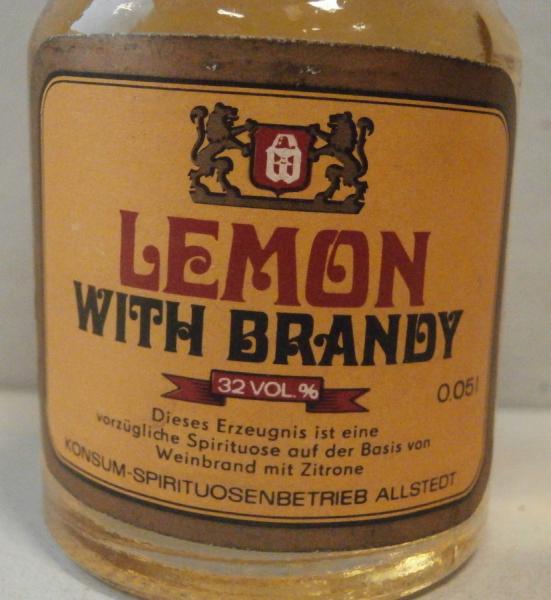 LEMON
WITH BRANDY
32 VOL.%
0.05 l
Dieses Erzeugnis ist eine
vorzügliche Spirituose auf der Basis von
Weinbrand mit Zitrone
KONSUM-SPIRITUOSENBETRIEB ALLSTEDT